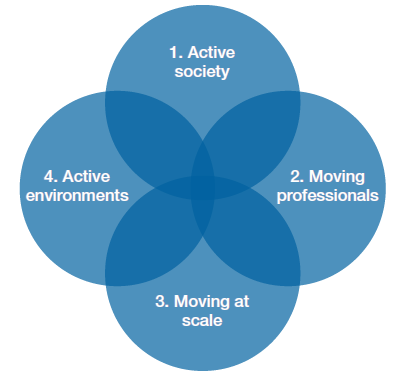 1. Active
society
2. Moving
professionals
3. Moving at
scale
4. Active
environments